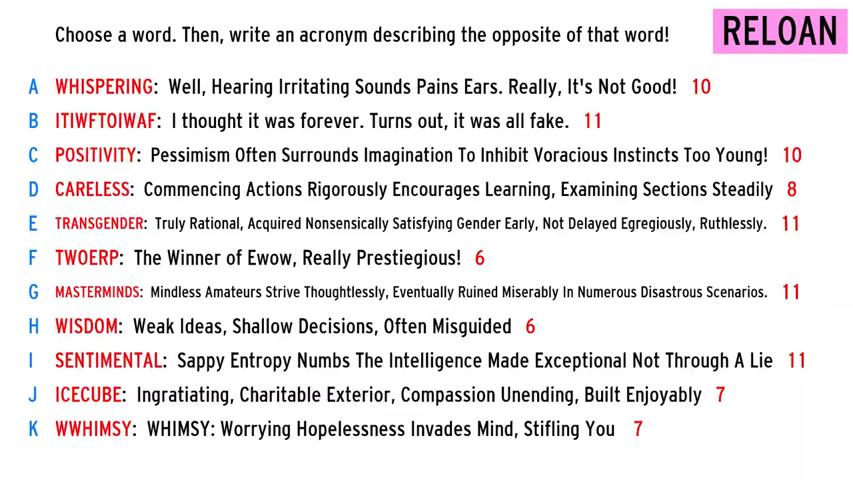 Choose a word. Then, write an acronym describing the opposite of that word!
RELOAN
A WHISPERING: Well, Hearing Irritating Sounds Pains Ears. Really, It's Not Good! 10
B ITIWFTOIWAF: I thought it was forever. Turns out, it was all fake. 11
C POSITIVITY: Pessimism Often Surrounds Imagination To Inhibit Voracious Instincts Too Young! 10
D CARELESS: Commencing Actions Rigorously Encourages Learning, Examining Sections Steadily 8
E TRANSGENDER: Truly Rational, Acquired Nonsensically Satisfying Gender Early, Not Delayed Egregiously, Ruthlessly. 11
F TWOERP: The Winner of Ewow, Really Prestiegious! 6
G MASTERMINDS: Mindless Amateurs Strive Thoughtlessly, Eventually Ruined Miserably In Numerous Disastrous Scenarios. 11
H WISDOM: Weak Ideas, Shallow Decisions, Often Misguided 6
I SENTIMENTAL: Sappy Entropy Numbs The Intelligence Made Exceptional Not Through A Lie 11
J ICECUBE: Ingratiating, Charitable Exterior, Compassion Unending, Built Enjoyably 7
K WWHIMSY: WHIMSY: Worrying Hopelessness Invades Mind, Stifling You 7